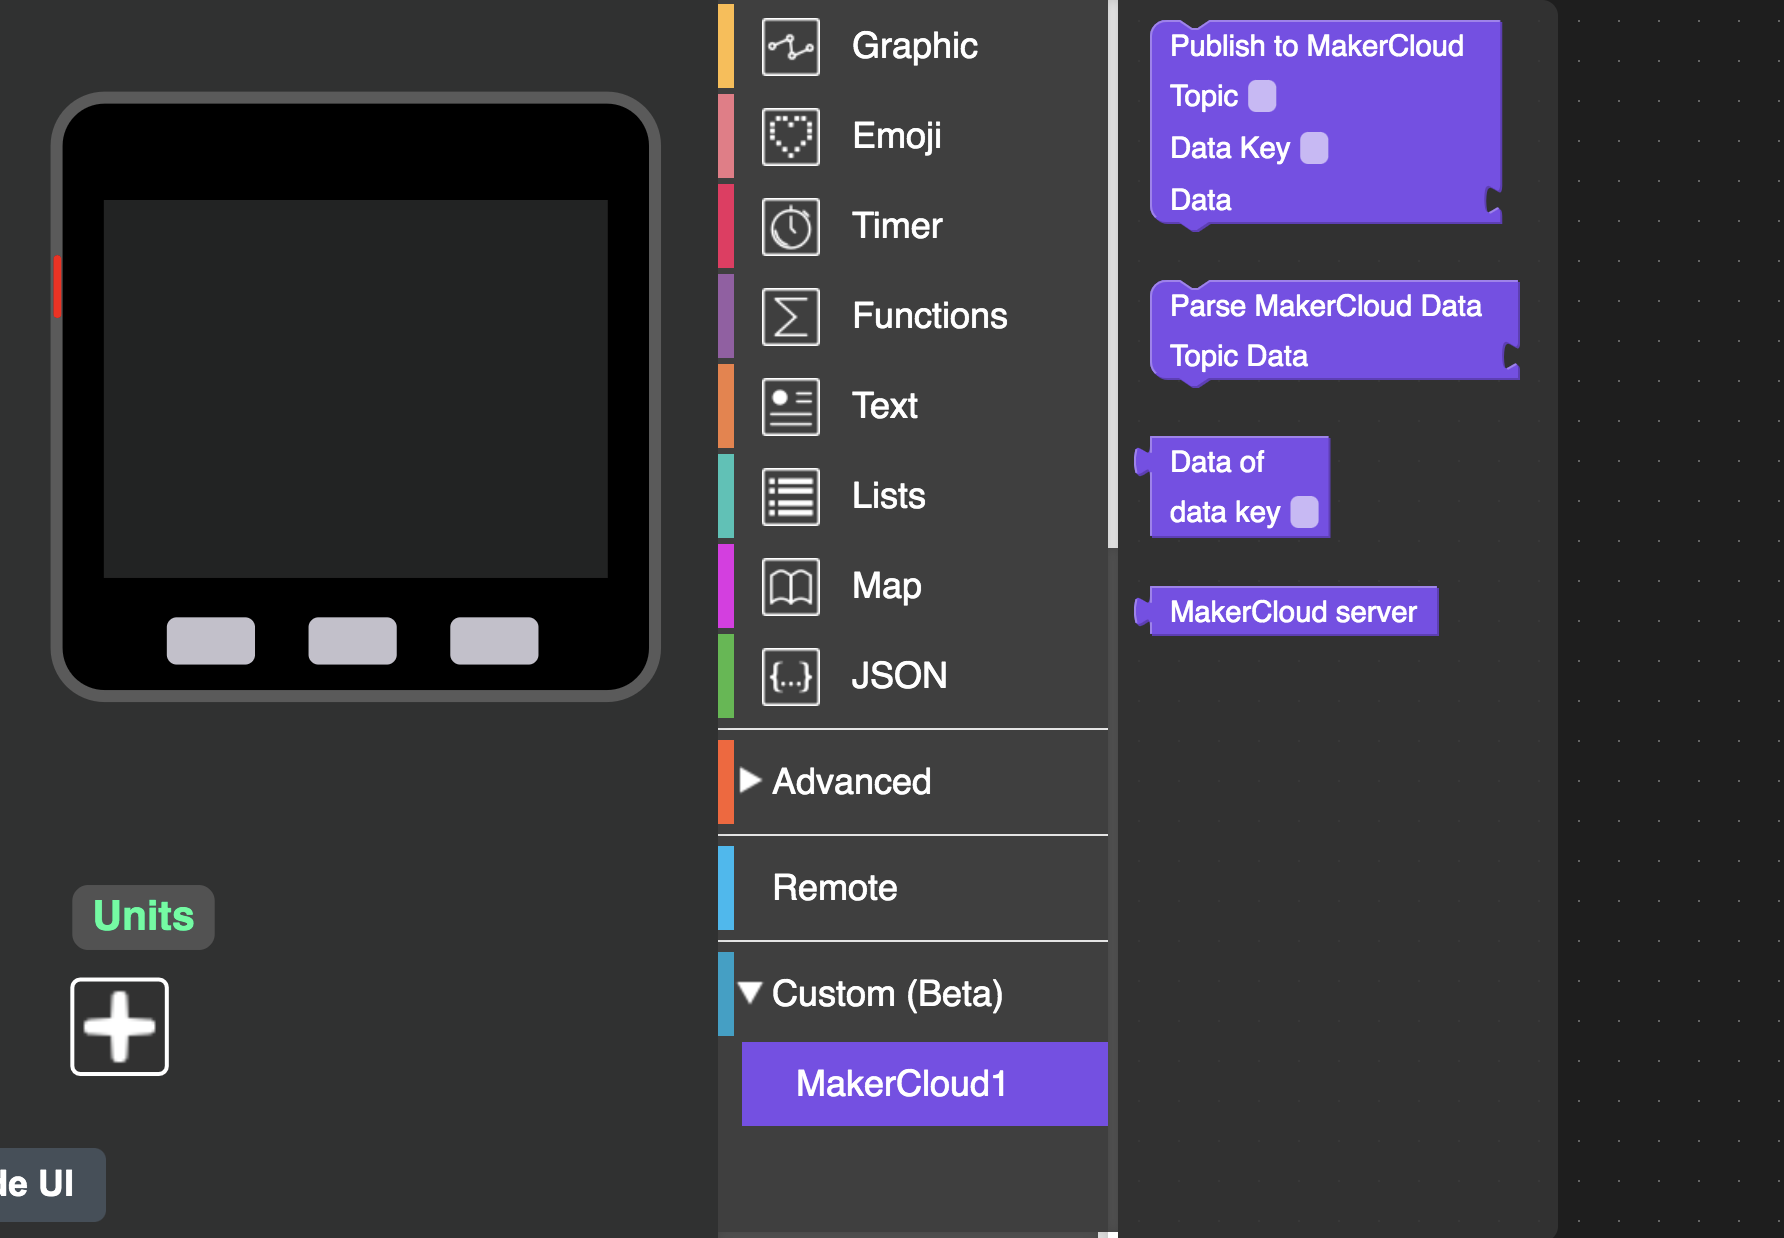 Units
de UI
Graphic
Emoji
Timer
Functions
Text
Lists
Map
{...} JSON
Advanced
Remote
Custom (Beta)
MakerCloud1
Publish to MakerCloud
Topic
Data Key
Data
Parse MakerCloud Data
Topic Data
Data of
data key
MakerCloud server